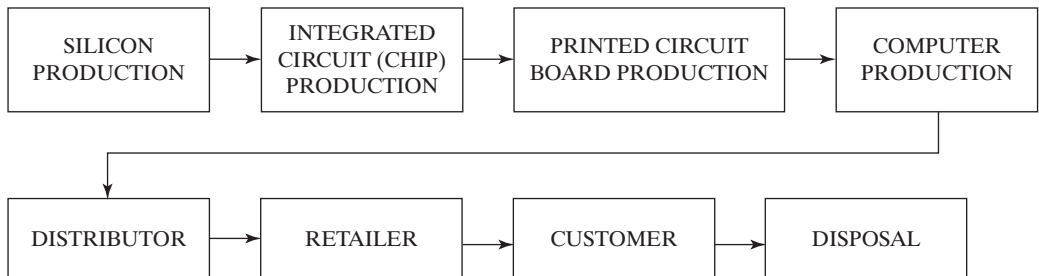 SILICON
PRODUCTION
INTEGRATED
CIRCUIT (CHIP)
PRODUCTION
PRINTED CIRCUIT
BOARD PRODUCTION
COMPUTER
PRODUCTION
DISTRIBUTOR
RETAILER
CUSTOMER
DISPOSAL